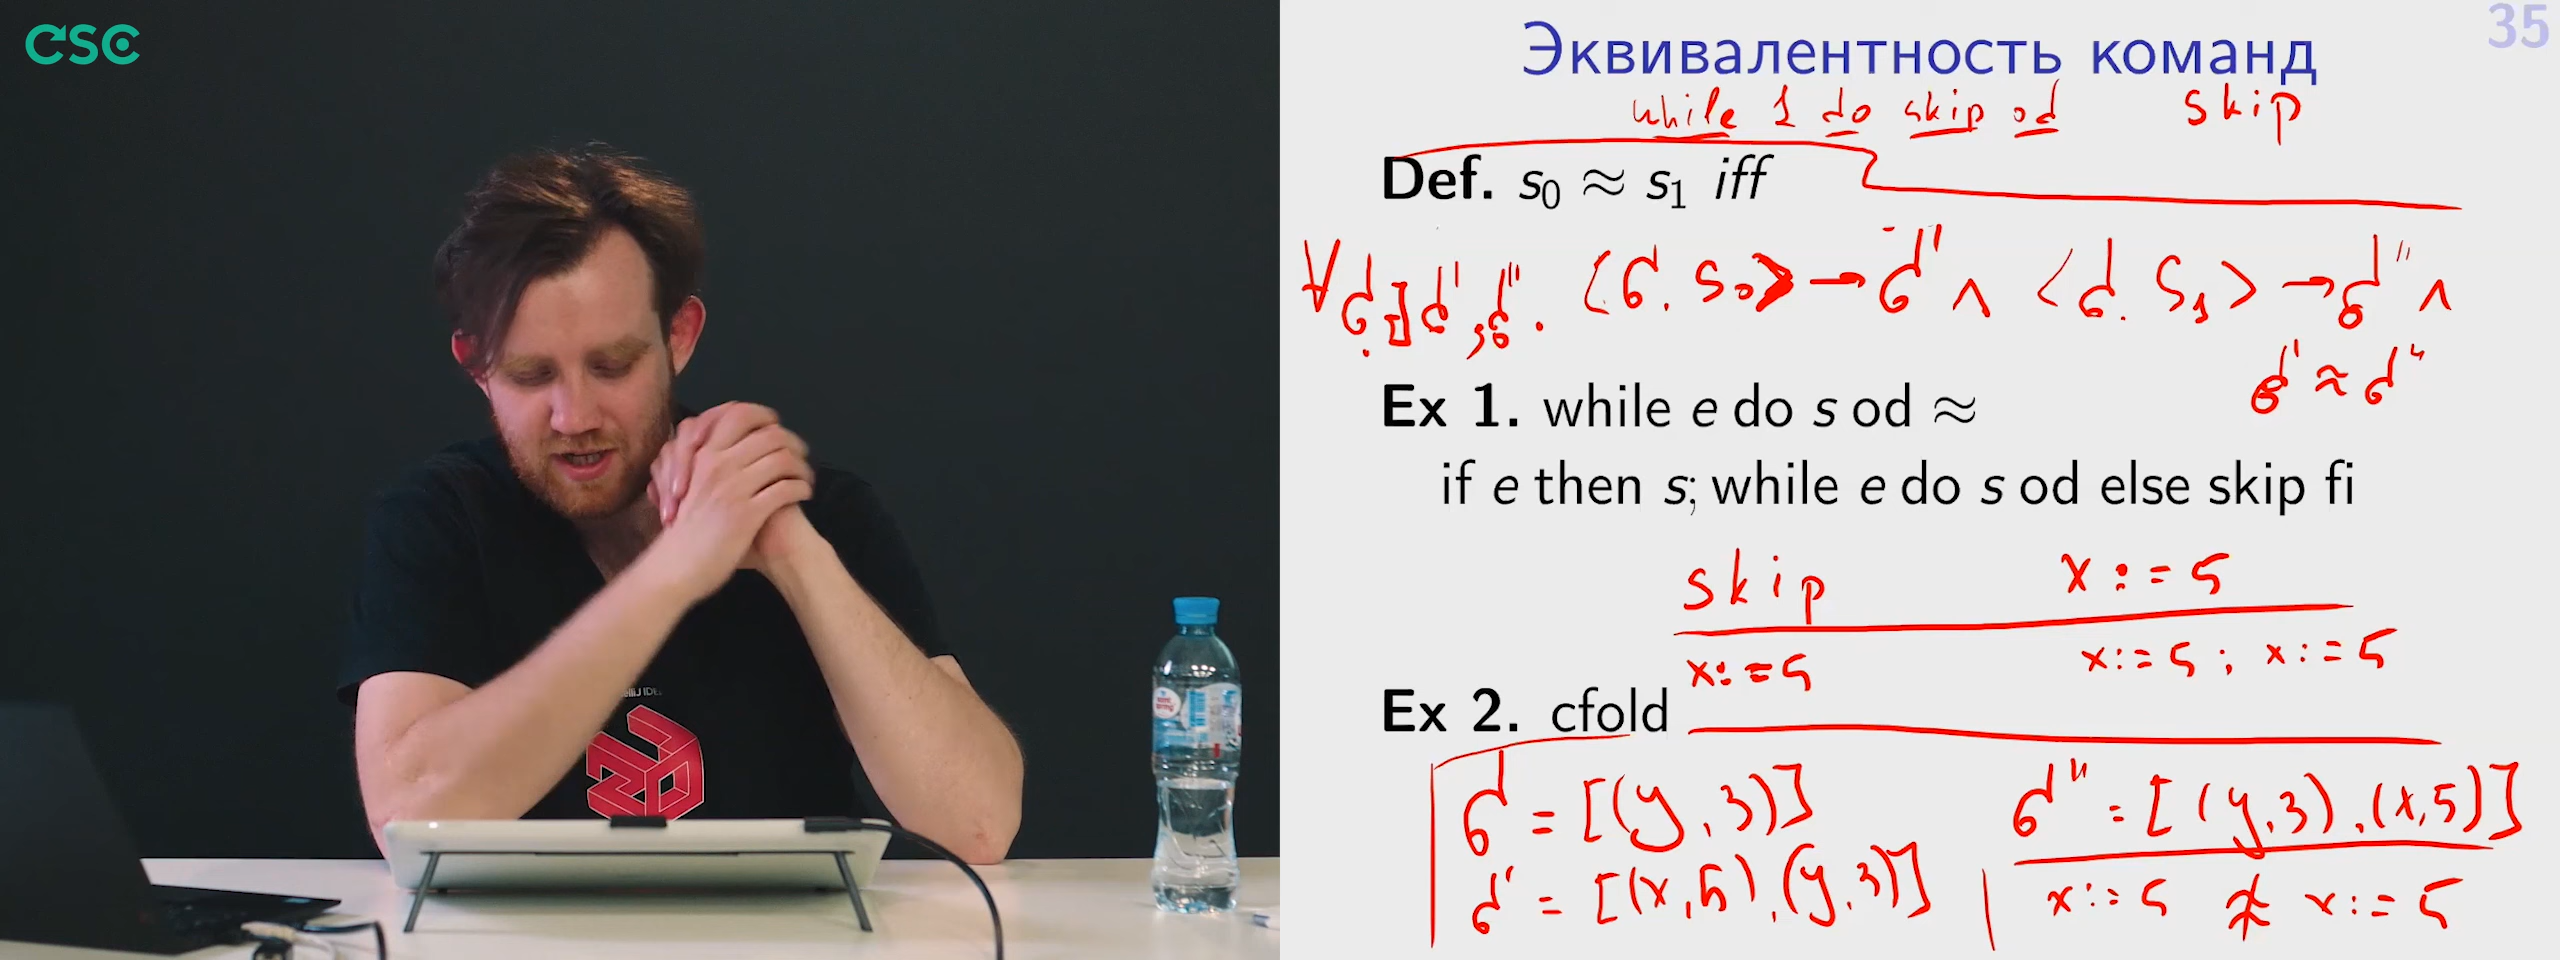 CSC
35
Эквивалентность команд
while 1 do skip od skip
Def. s₀ ≈ s₁ iff
∀σ.∃σ',σ''. ⟨σ. S₀⟩ → σ' ∧ ⟨σ. S₁⟩ → σ'' ∧
σ' ≈ σ''
Ex 1. while e do s od ≈
if e then s; while e do s od else skip fi
skip x := 5
x := 5 x := 5 ; x := 5
Ex 2. cfold
σ = [(y,3)]
σ' = [(x,5),(y,3)]
σ'' = [(y,3),(x,5)]
x := 5 ≉ x := 5